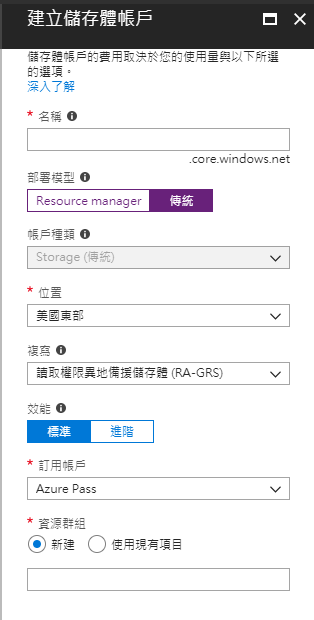 建立儲存體帳戶
儲存體帳戶的費用取決於您的使用量與以下所選
的選項。
深入了解
* 名稱
.core.windows.net
部署模型
Resource manager 傳統
帳戶種類
Storage (傳統)
* 位置
美國東部
複寫
讀取權限異地備援儲存體 (RA-GRS)
效能
標準 進階
* 訂用帳戶
Azure Pass
* 資源群組
新建 使用現有項目